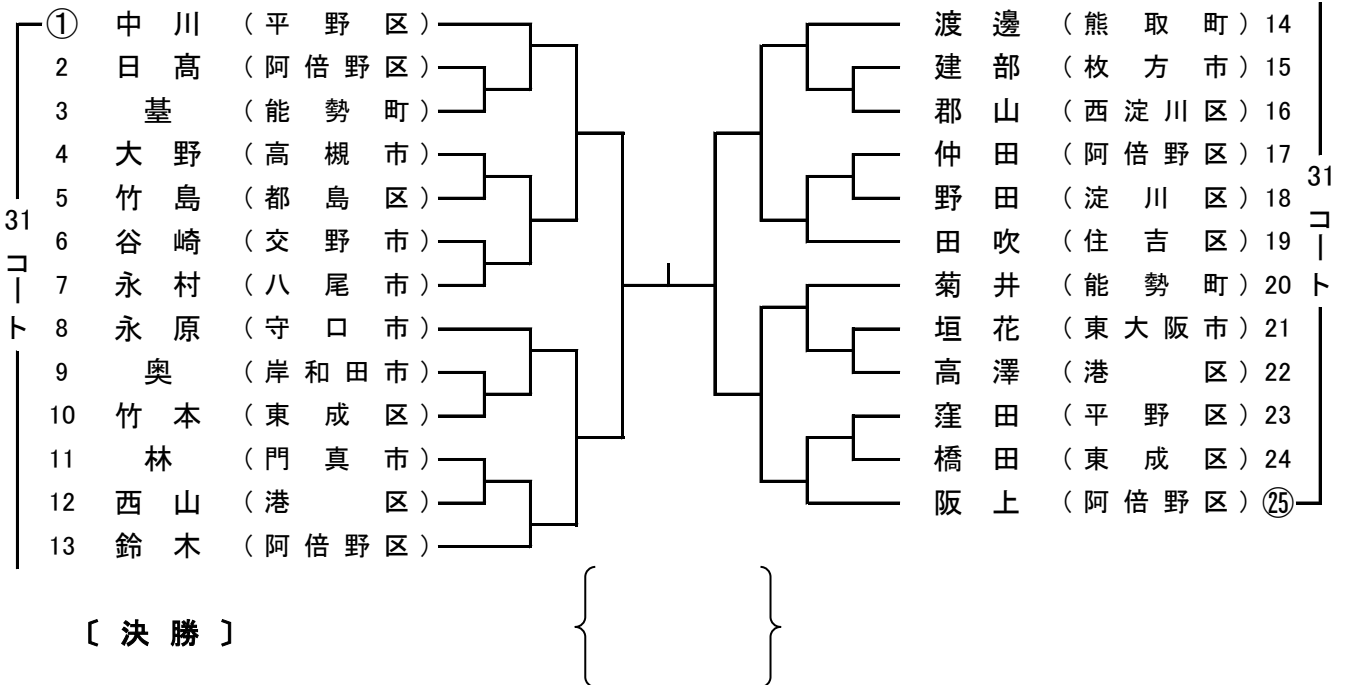 ① 中川 (平野区)
2 日髙 (阿倍野区)
3 基 (能勢町)
4 大野 (高槻市)
5 竹島 (都島区)
6 谷崎 (交野市)
7 永村 (八尾市)
8 永原 (守口市)
9 奥 (岸和田市)
10 竹本 (東成区)
11 林 (門真市)
12 西山 (港区)
13 鈴木 (阿倍野区)
31コート
渡邊 (熊取町) 14
建部 (枚方市) 15
郡山 (西淀川区) 16
仲田 (阿倍野区) 17
野田 (淀川区) 18
田吹 (住吉区) 19
菊井 (能勢町) 20
垣花 (東大阪市) 21
高澤 (港区) 22
窪田 (平野区) 23
橋田 (東成区) 24
阪上 (阿倍野区) ㉕
31コート
〔決勝〕